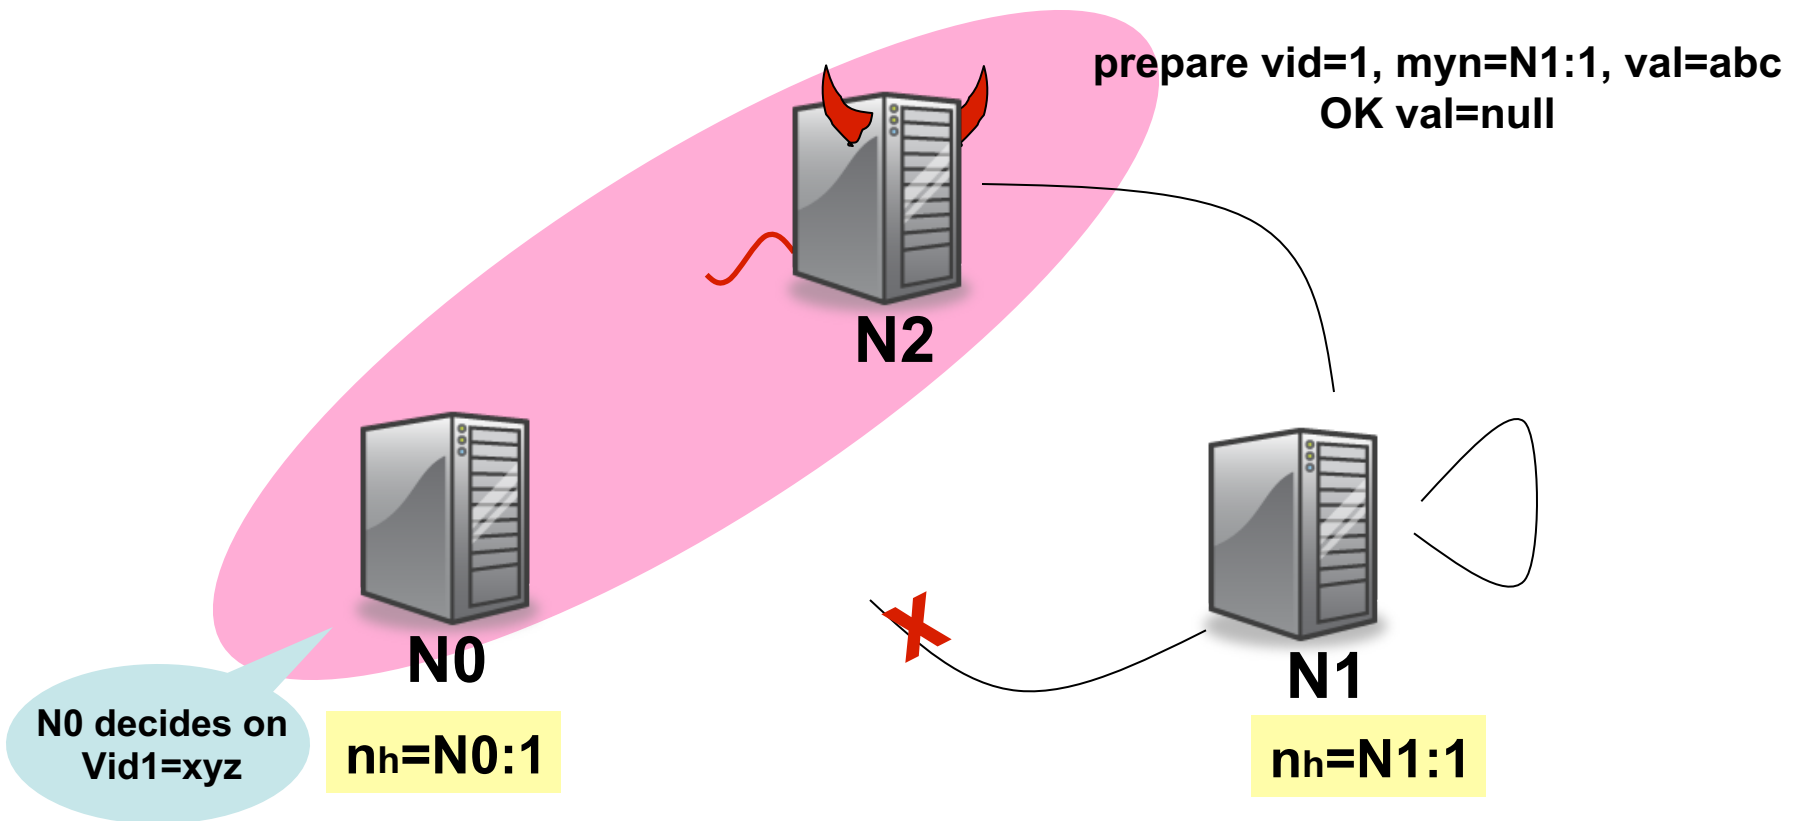 prepare vid=1, myn=N1:1, val=abc
OK val=null
N2
N0
N1
N0 decides on
Vid1=xyz
nh=N0:1
nh=N1:1